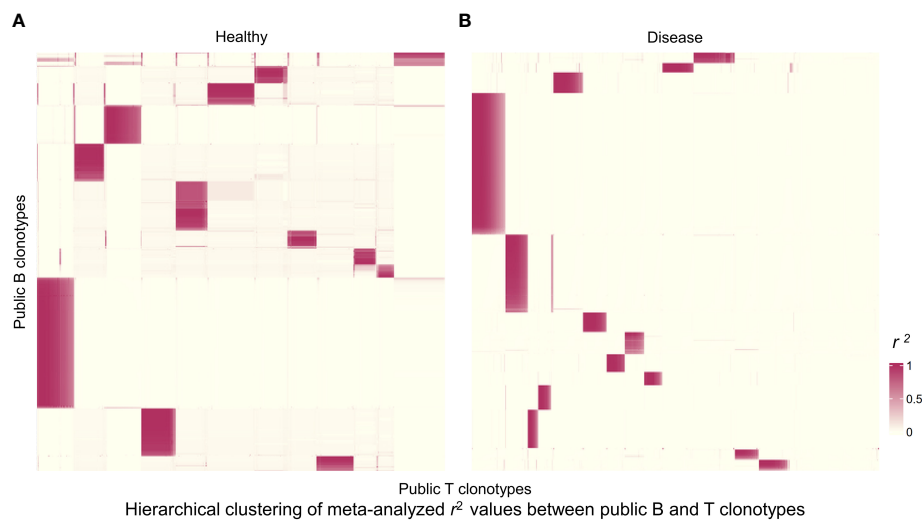 A
B
Healthy
Disease
Public B clonotypes
r 2
1
0.5
0
Public T clonotypes
Hierarchical clustering of meta-analyzed r² values between public B and T clonotypes